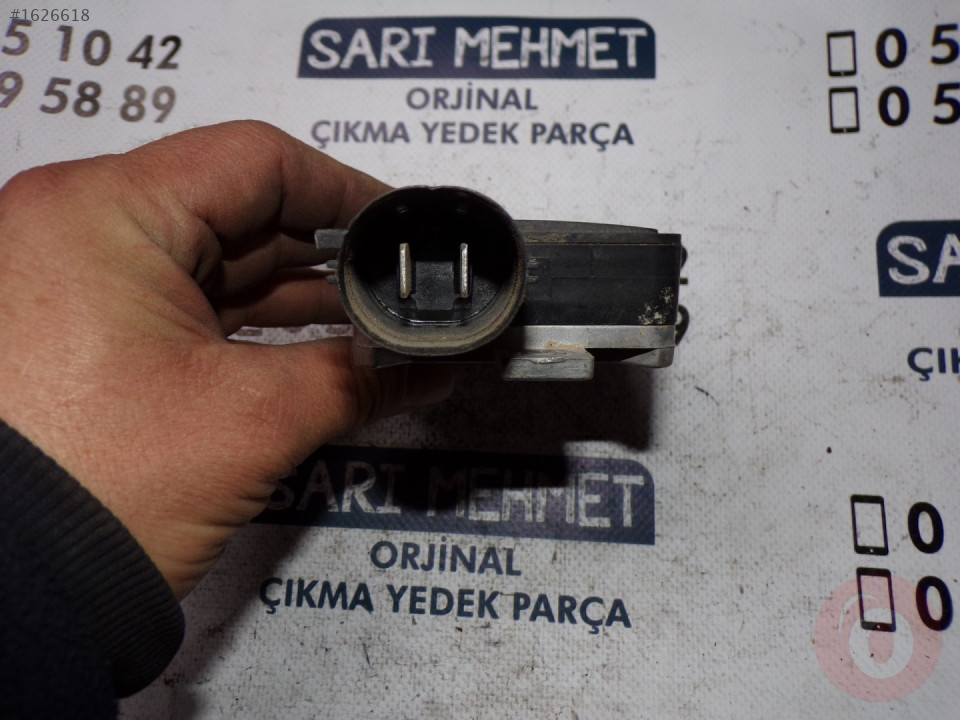 #1626618
5 10 42
9 58 89
SARI MEHMET
ORJİNAL
ÇIKMA YEDEK PARÇA
0 5
0 5
SARI MEHMET
ORJİNAL
ÇIKMA YEDEK PARÇA
SA
ÇIK
0
0